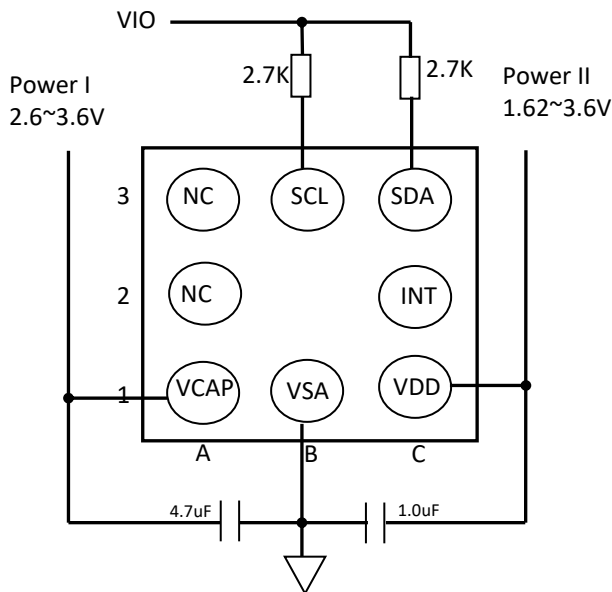 VIO
2.7K
2.7K
Power I
2.6~3.6V
Power II
1.62~3.6V
3
NC
SCL
SDA
2
NC
INT
1
VCAP
VSA
VDD
A
B
C
4.7uF
1.0uF